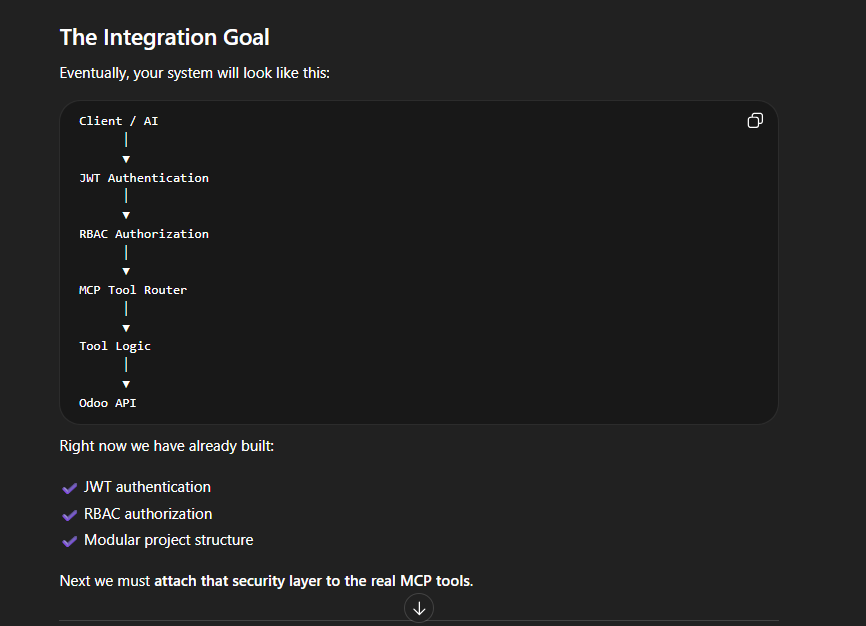 The Integration Goal
Eventually, your system will look like this:
Client / AI
│
▼
JWT Authentication
│
▼
RBAC Authorization
│
▼
MCP Tool Router
│
▼
Tool Logic
│
▼
Odoo API
Right now we have already built:
✔ JWT authentication
✔ RBAC authorization
✔ Modular project structure
Next we must attach that security layer to the real MCP tools.